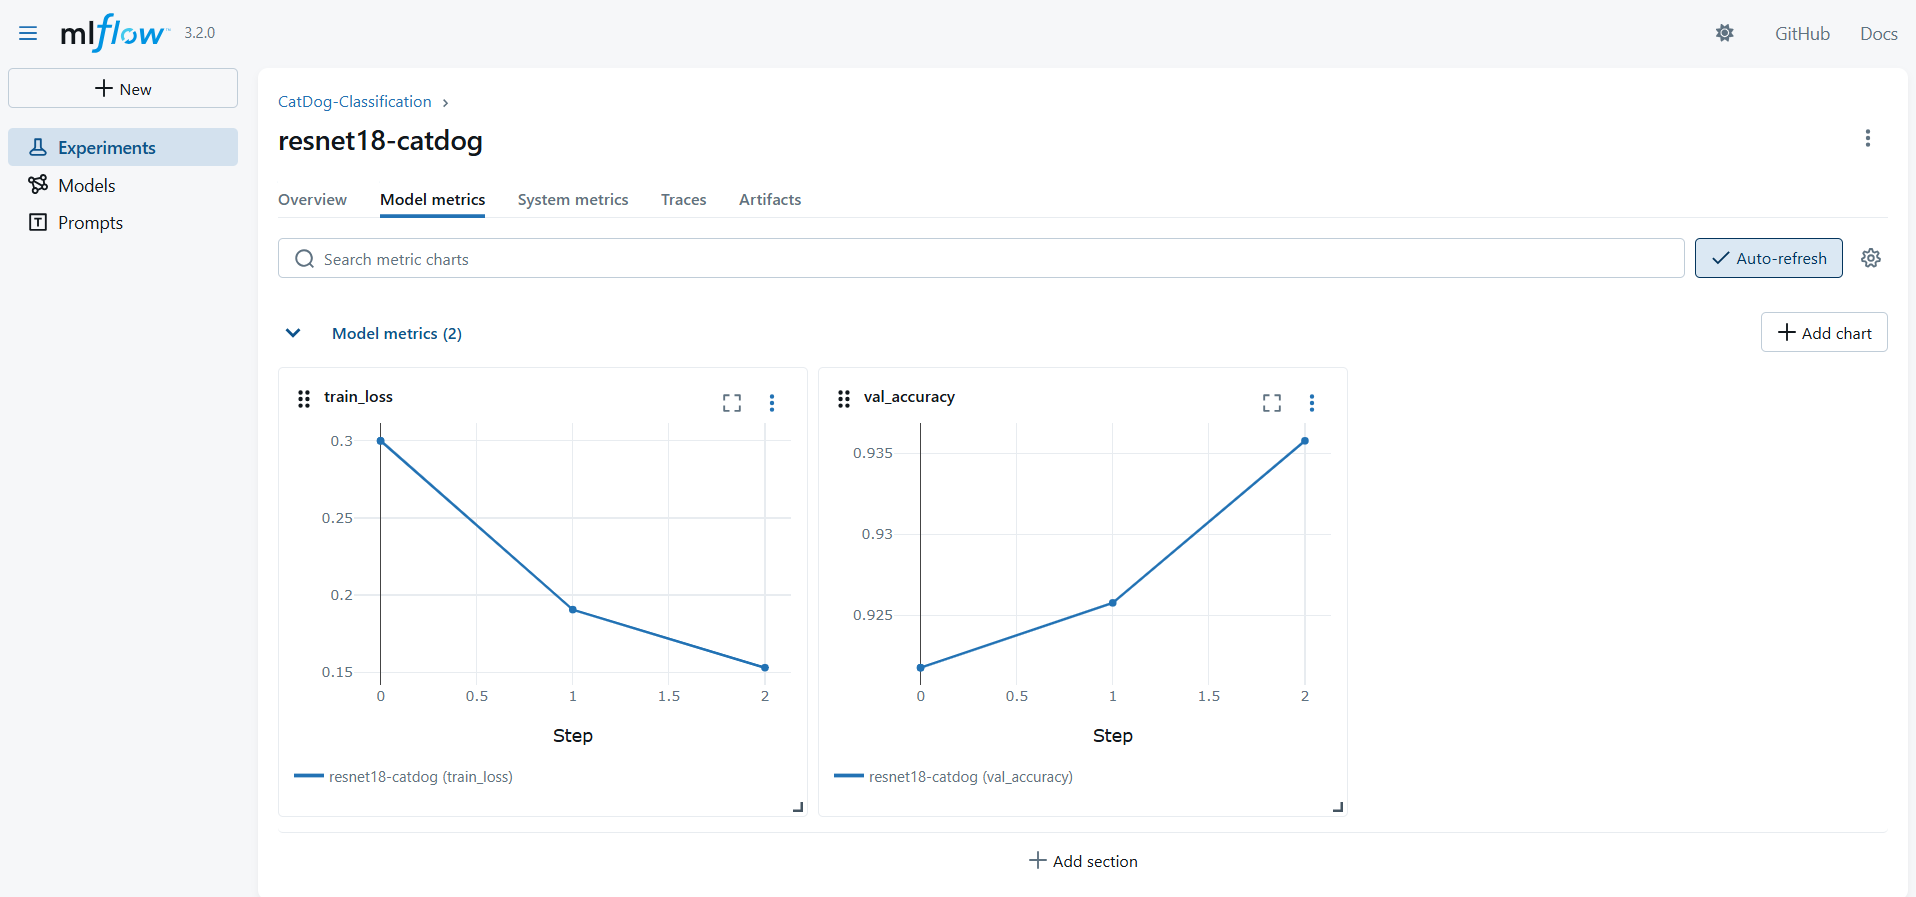 mlflow™ 3.2.0
GitHub Docs
New
Experiments
Models
Prompts
CatDog-Classification ›
resnet18-catdog
Overview Model metrics System metrics Traces Artifacts
Search metric charts
Auto-refresh
Model metrics (2)
Add chart
train_loss
0.3
0.25
0.2
0.15
0 0.5 1 1.5 2
Step
resnet18-catdog (train_loss)
val_accuracy
0.935
0.93
0.925
0 0.5 1 1.5 2
Step
resnet18-catdog (val_accuracy)
Add section